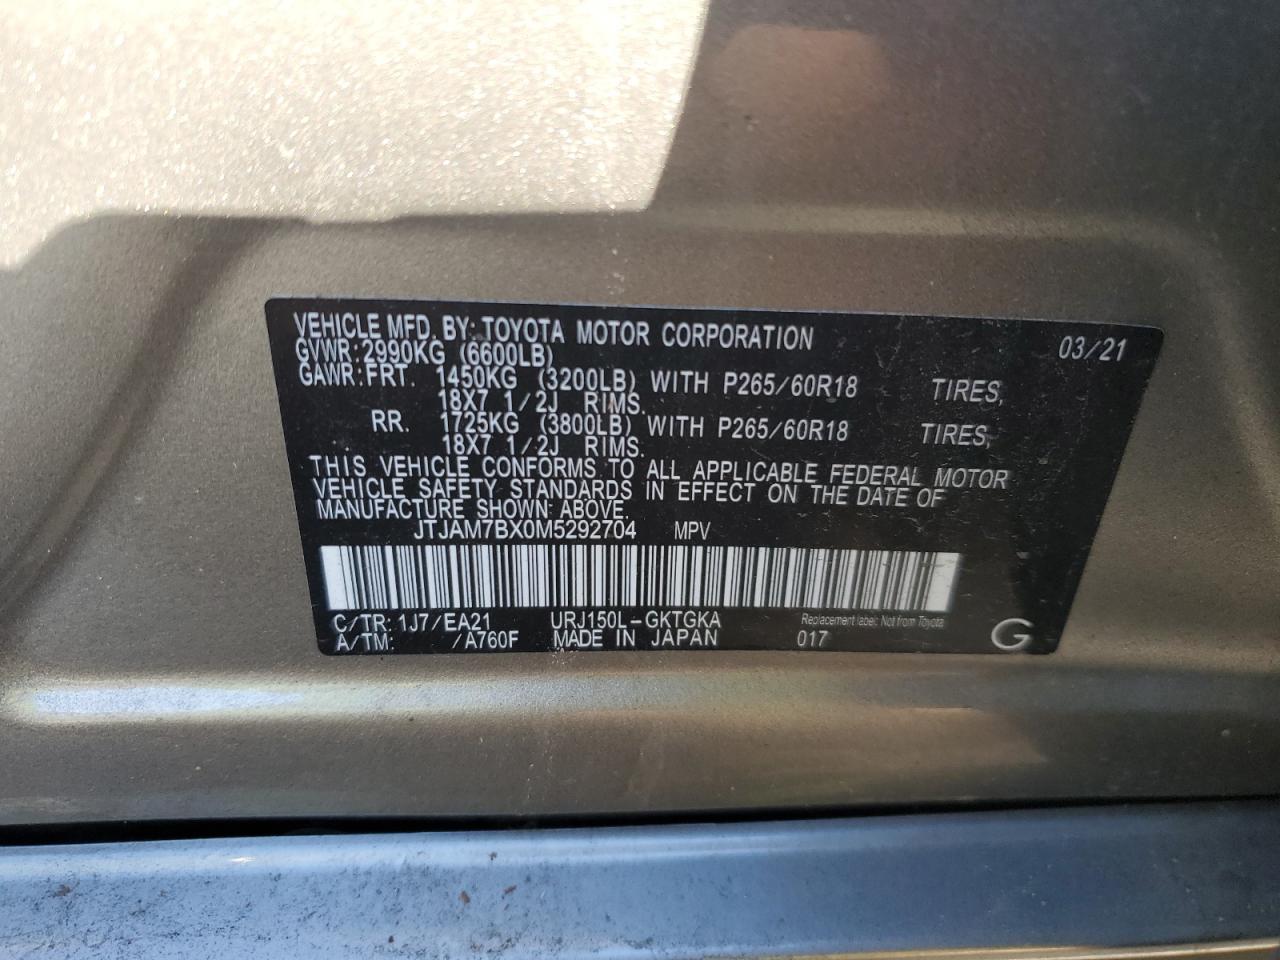 VEHICLE MFD. BY: TOYOTA MOTOR CORPORATION 03/21
GVWR: 2990KG (6600LB)
GAWR: FRT. 1450KG (3200LB) WITH P265/60R18 TIRES,
18X7 1/2J RIMS.
RR. 1725KG (3800LB) WITH P265/60R18 TIRES,
18X7 1/2J RIMS.
THIS VEHICLE CONFORMS TO ALL APPLICABLE FEDERAL MOTOR
VEHICLE SAFETY STANDARDS IN EFFECT ON THE DATE OF
MANUFACTURE SHOWN ABOVE.
JTJAM7BX0M5292704 MPV
C/TR: 1J7/EA21 URJ150L-GKTGKA Replacement label: Not from Toyota
A/TM: /A760F MADE IN JAPAN 017 G